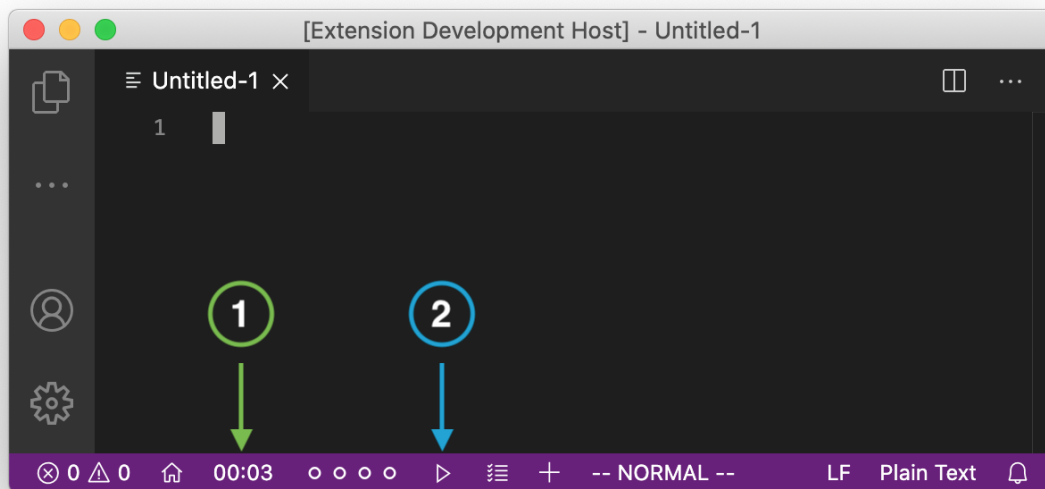 [Extension Development Host] - Untitled-1
Untitled-1
1
1 2
0 0 00:03 -- NORMAL -- LF Plain Text